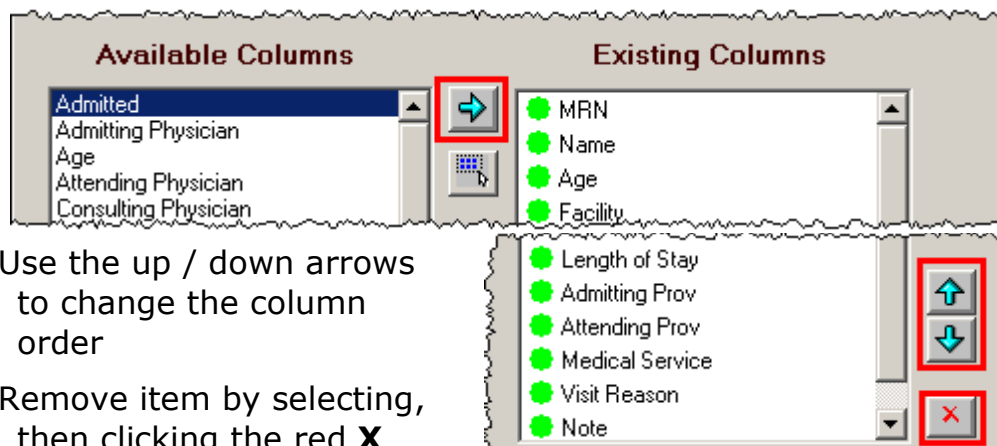 Available Columns
Existing Columns
Admitted
Admitting Physician
Age
Attending Physician
Consulting Physician
MRN
Name
Age
Facility
Use the up / down arrows
to change the column
order
Remove item by selecting,
then clicking the red X
Length of Stay
Admitting Prov
Attending Prov
Medical Service
Visit Reason
Note